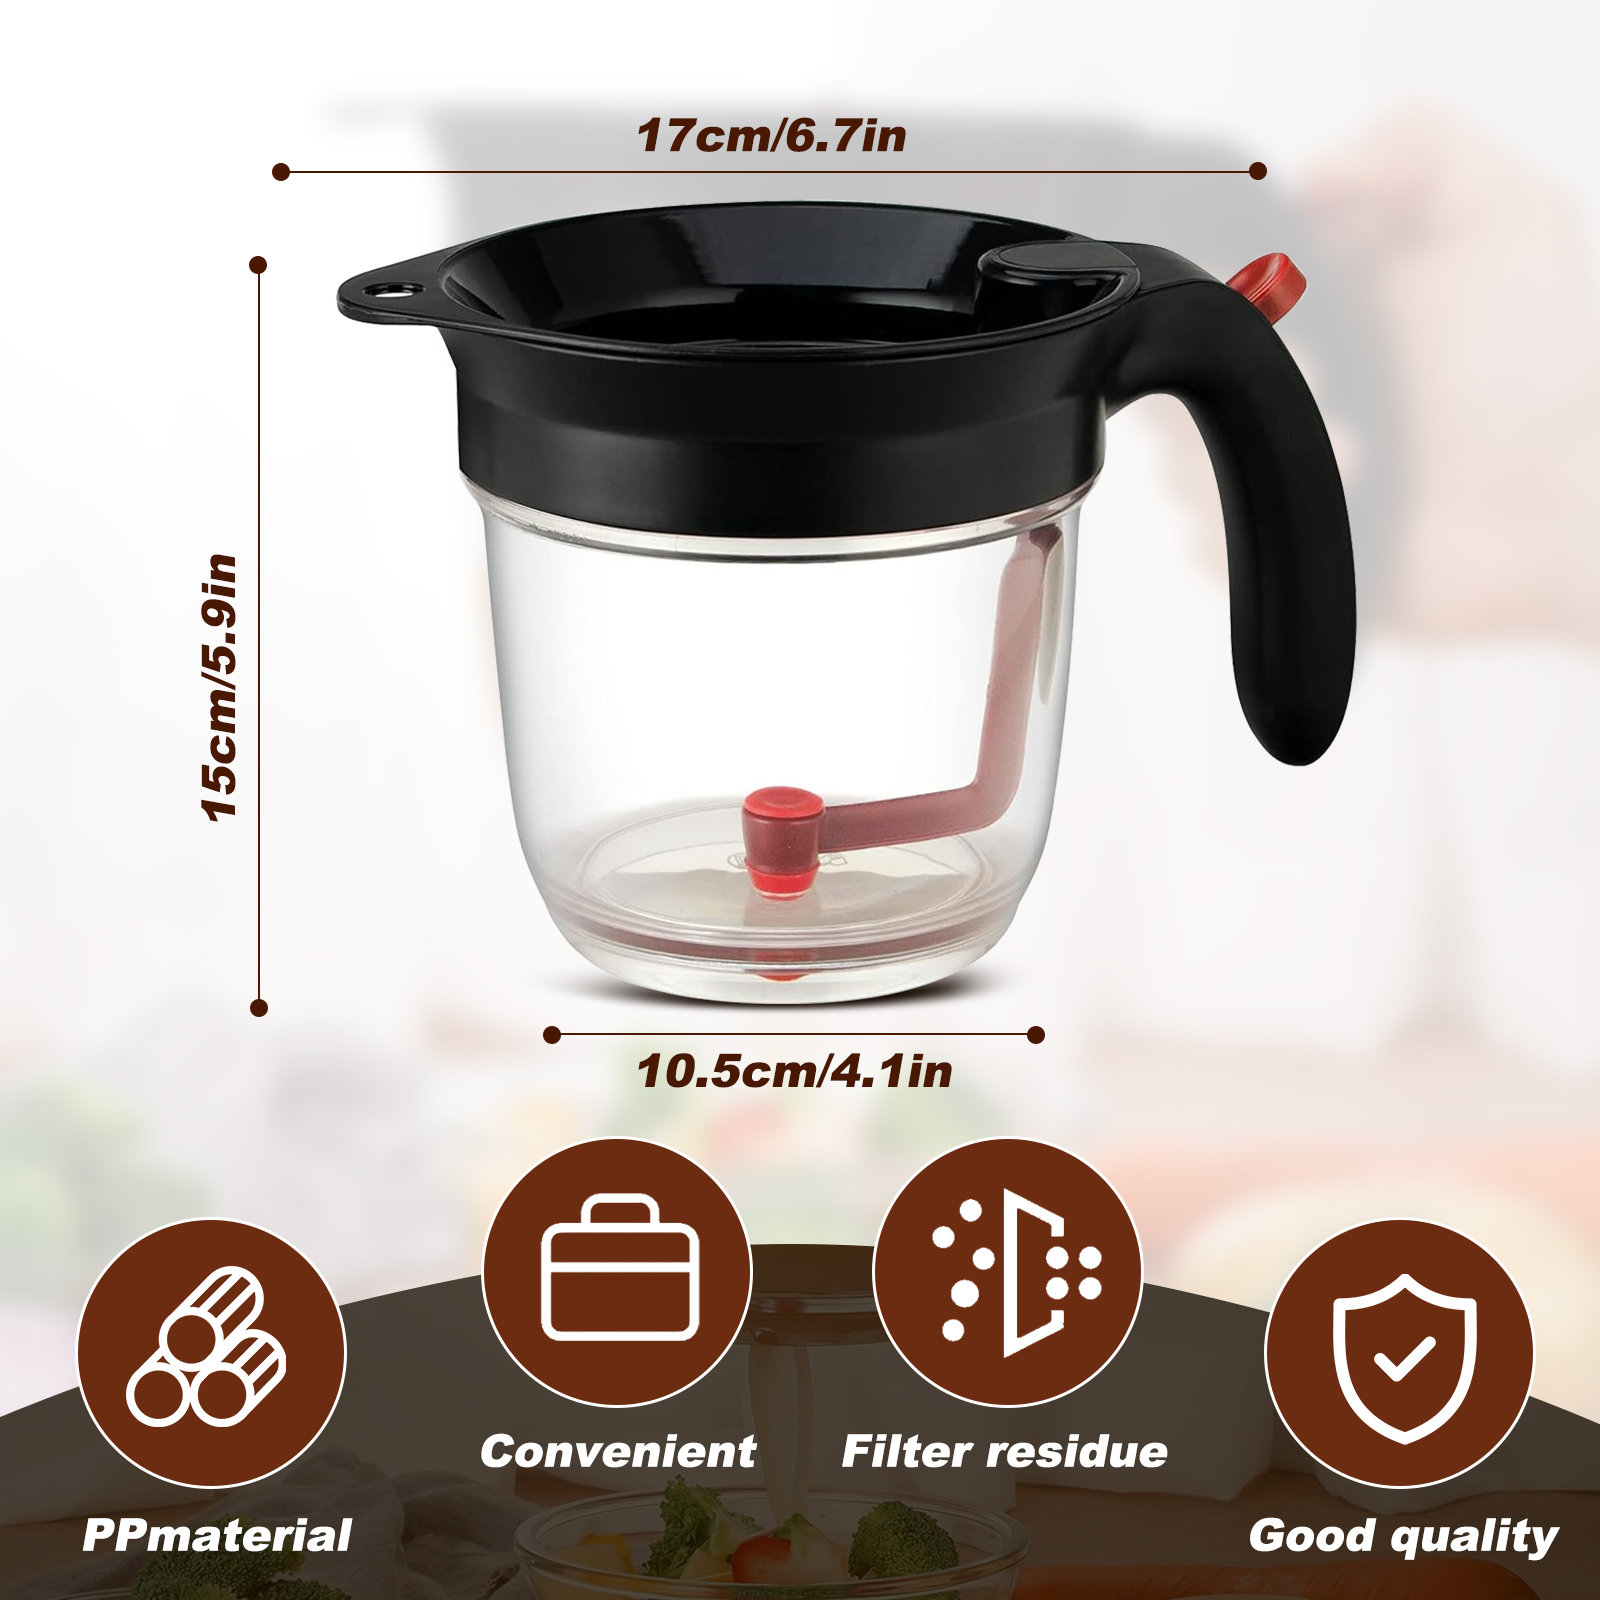 17cm/6.7in
15cm/5.9in
10.5cm/4.1in
Convenient
Filter residue
PPmaterial
Good quality